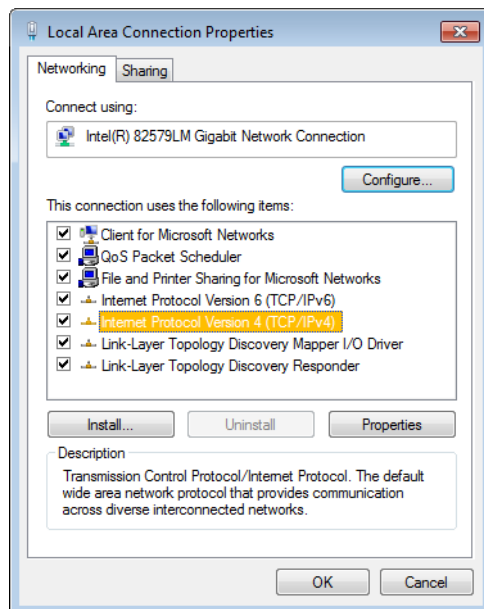 Local Area Connection Properties
Networking
Sharing
Connect using:
Intel(R) 82579LM Gigabit Network Connection
Configure...
This connection uses the following items:
Client for Microsoft Networks
QoS Packet Scheduler
File and Printer Sharing for Microsoft Networks
Internet Protocol Version 6 (TCP/IPv6)
Internet Protocol Version 4 (TCP/IPv4)
Link-Layer Topology Discovery Mapper I/O Driver
Link-Layer Topology Discovery Responder
Install...
Uninstall
Properties
Description
Transmission Control Protocol/Internet Protocol. The default
wide area network protocol that provides communication
across diverse interconnected networks.
OK
Cancel